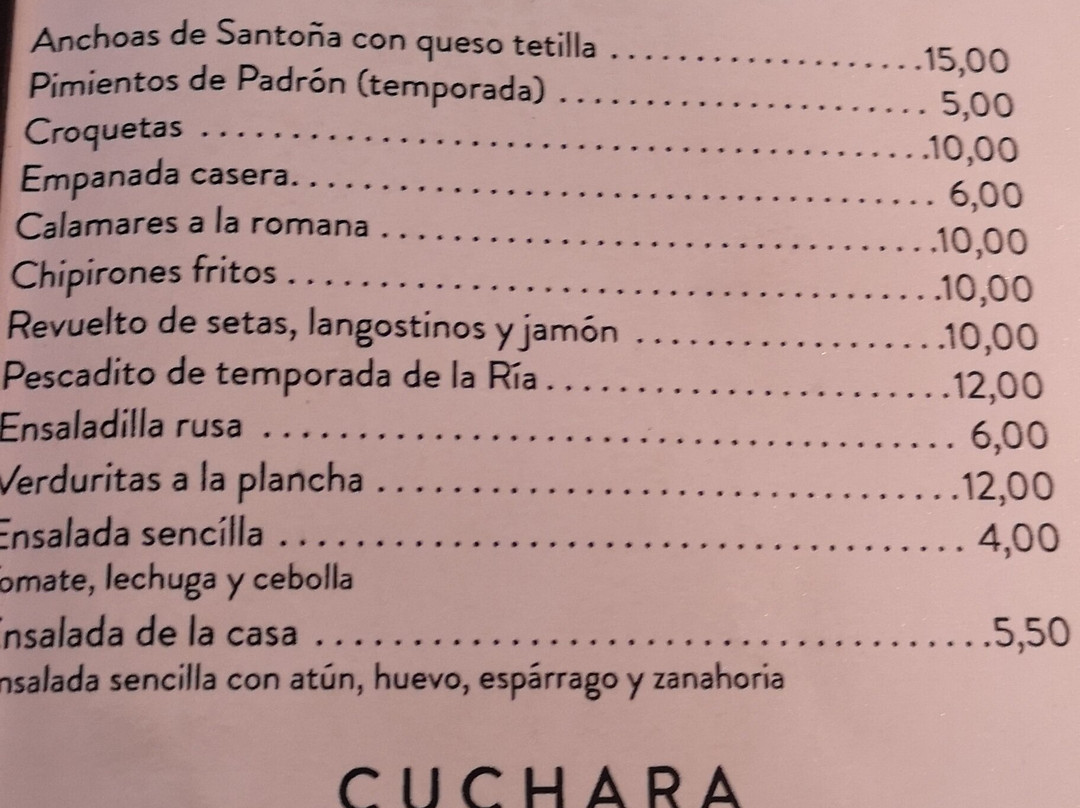 Anchoas de Santoña con queso tetilla ....................15,00
Pimientos de Padrón (temporada) ....................... 5,00
Croquetas ..............................................10,00
Empanada casera........................................ 6,00
Calamares a la romana ..................................10,00
Chipirones fritos ........................................10,00
Revuelto de setas, langostinos y jamón ..................10,00
Pescadito de temporada de la Ría........................12,00
Ensaladilla rusa ........................................ 6,00
Verduritas a la plancha ..................................12,00
Ensalada sencilla ........................................ 4,00
omate, lechuga y cebolla
nsalada de la casa .......................................5,50
nsalada sencilla con atún, huevo, espárrago y zanahoria
CUCHARA